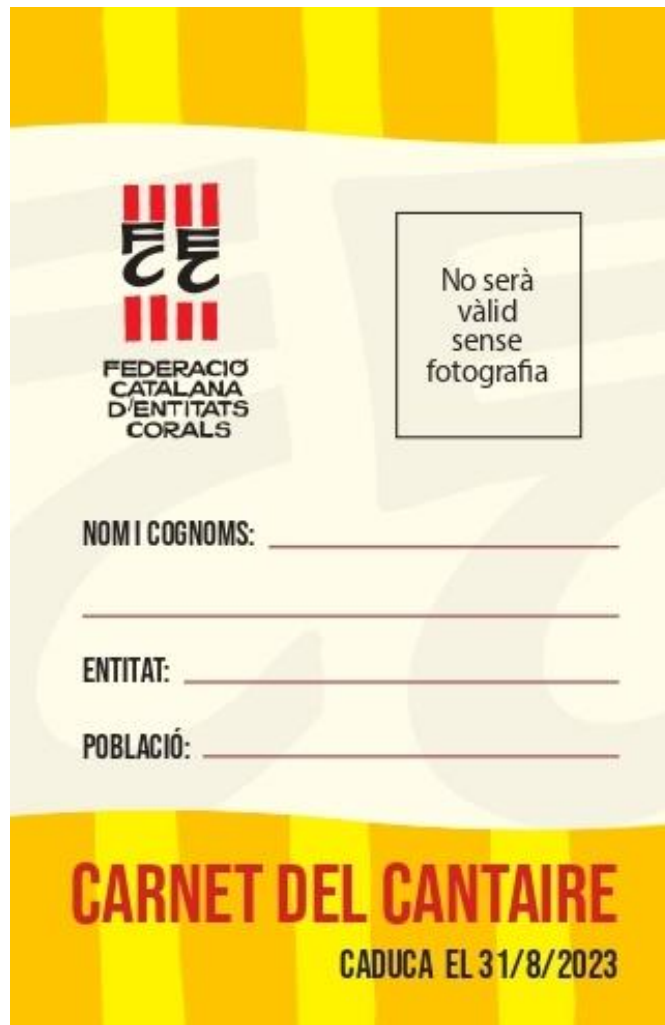 FCEC
FEDERACIÓ
CATALANA
D'ENTITATS
CORALS
No serà
vàlid
sense
fotografia
NOM I COGNOMS:
ENTITAT:
POBLACIÓ:
CARNET DEL CANTAIRE
CADUCA EL 31/8/2023